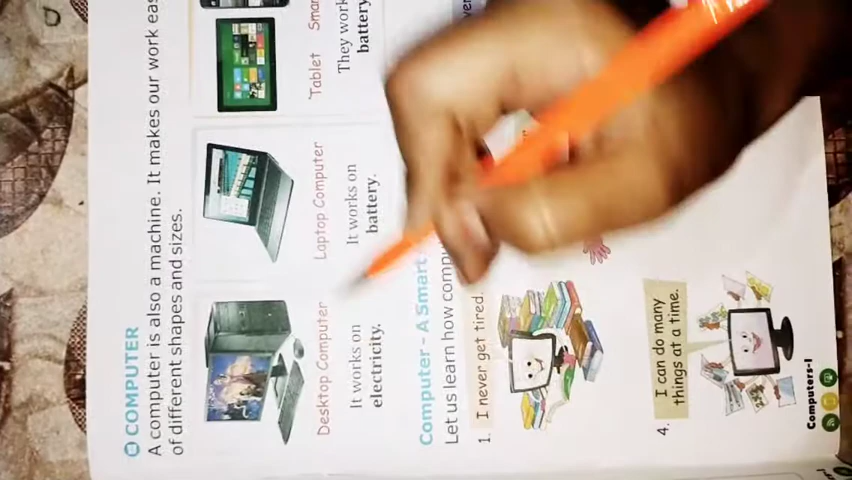 COMPUTER
A computer is also a machine. It makes our work eas
of different shapes and sizes.
Desktop Computer
It works on
electricity.
Laptop Computer
It works on
battery.
Tablet
They work
battery
Computer - A Smart
Let us learn how
1. I never get tired.
4. I can do many
things at a time.
Computers-1